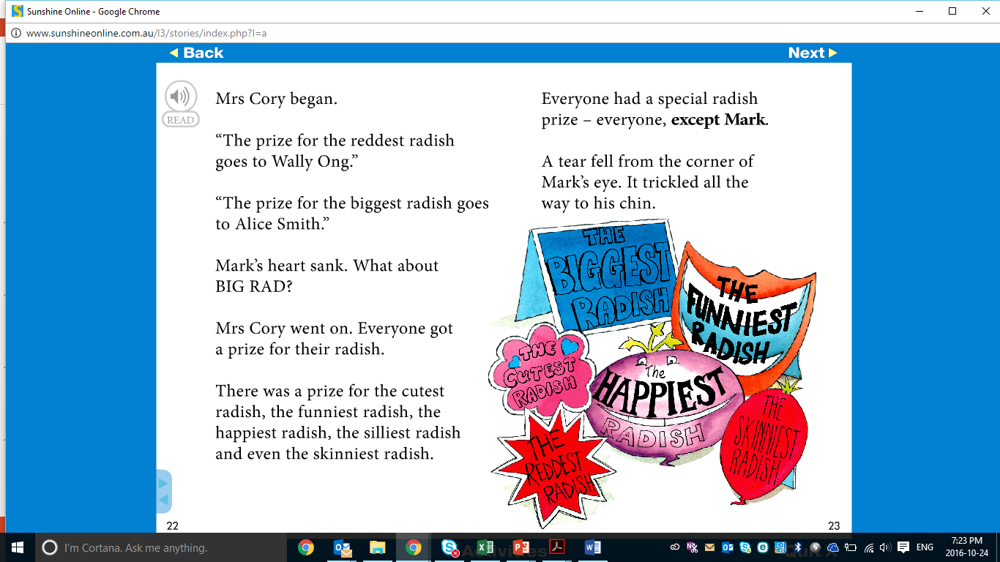 Sunshine Online - Google Chrome
www.sunshineonline.com.au/l3/stories/index.php?l=a
Back
Next
READ
Mrs Cory began.
“The prize for the reddest radish
goes to Wally Ong.”
“The prize for the biggest radish goes
to Alice Smith.”
Mark’s heart sank. What about
BIG RAD?
Mrs Cory went on. Everyone got
a prize for their radish.
There was a prize for the cutest
radish, the funniest radish, the
happiest radish, the silliest radish
and even the skinniest radish.
22
Everyone had a special radish
prize – everyone, except Mark.
A tear fell from the corner of
Mark’s eye. It trickled all the
way to his chin.
THE
BIGGEST
RADISH
THE
FUNNIEST
RADISH
THE
CUTEST
RADISH
The
HAPPIEST
RADISH
THE
REDDEST
RADISH
THE
SKINNIEST
RADISH
23
I’m Cortana. Ask me anything.
Activities
Quit X
ENG
7:23 PM
2016-10-24